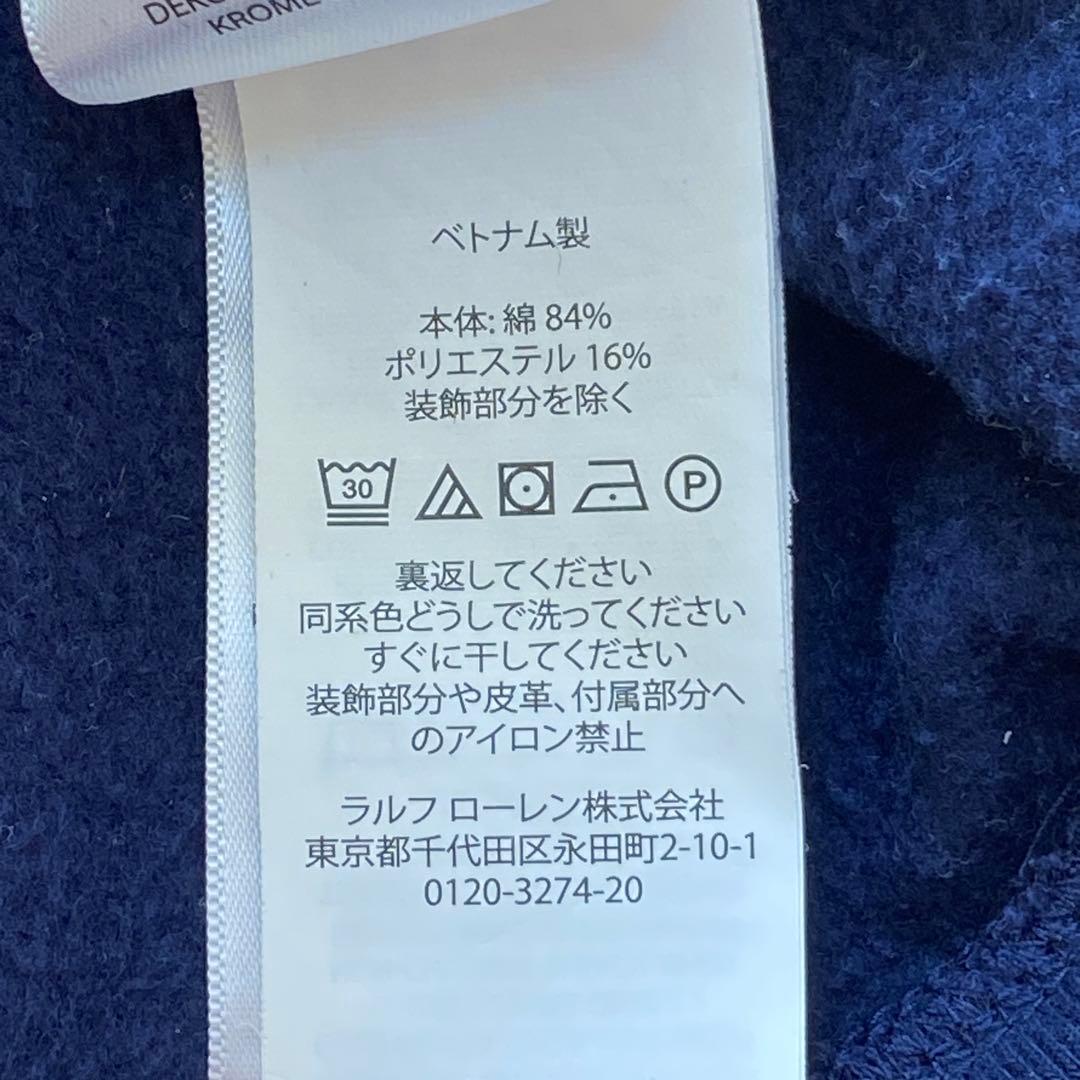 KROME
ベトナム製
本体: 綿 84%
ポリエステル 16%
装飾部分を除く
30
P
裏返してください
同系色どうしで洗ってください
すぐに干してください
装飾部分や皮革、付属部分へ
のアイロン禁止
ラルフ ローレン株式会社
東京都千代田区永田町2-10-1
0120-3274-20